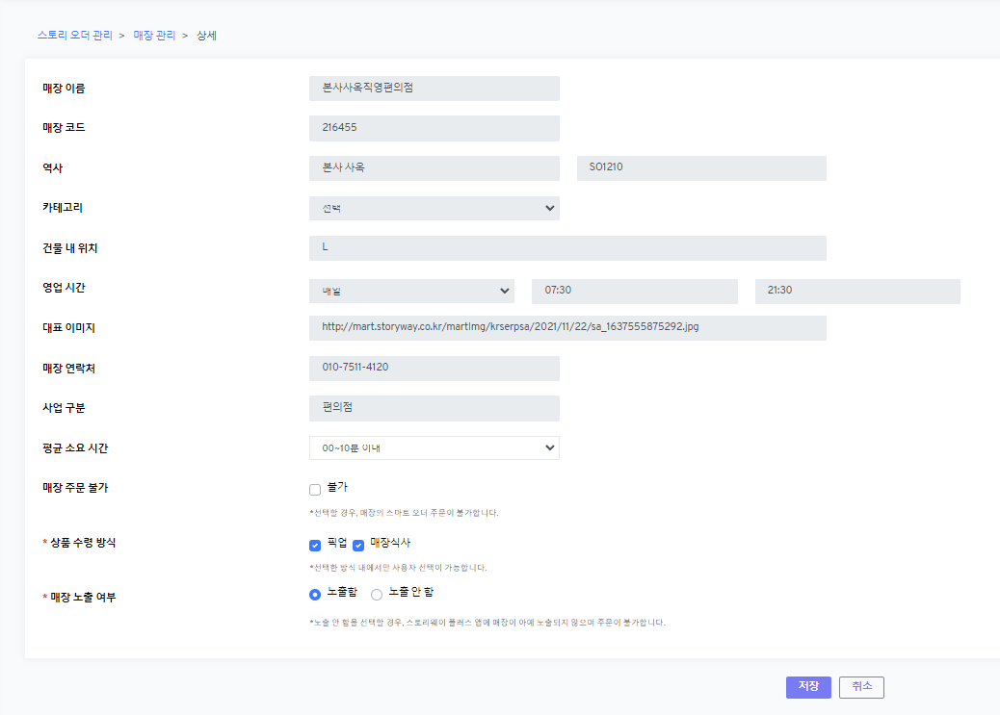 스토리 오더 관리 > 매장 관리 > 상세
매장 이름 본사사옥직영편의점
매장 코드 216455
역사 본사 사옥 SO1210
카테고리 선택
건물 내 위치 L
영업 시간 매일 07:30 21:30
대표 이미지 http://mart.storyway.co.kr/martImg/krserpsa/2021/11/22/sa_1637555875292.jpg
매장 연락처 010-7511-4120
사업 구분 편의점
평균 소요 시간 00~10분 이내
매장 주문 불가 불가
*선택할 경우, 매장의 스마트 오더 주문이 불가합니다.
* 상품 수령 방식 픽업 매장식사
*선택한 방식 내에서만 사용자 선택이 가능합니다.
* 매장 노출 여부 노출함 노출 안 함
*노출 안 함을 선택할 경우, 스토리웨이 플러스 앱에 매장이 아예 노출되지 않으며 주문이 불가합니다.
저장 취소